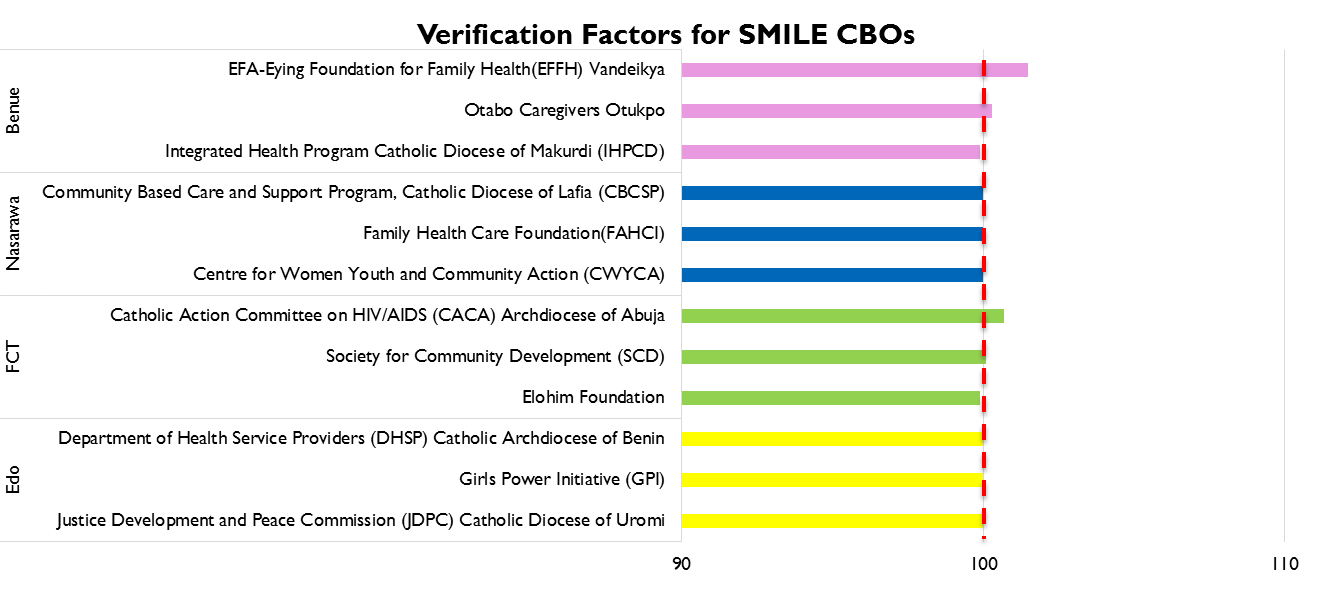 Verification Factors for SMILE CBOs
Benue
EFA-Eying Foundation for Family Health(EFFH) Vandeikya
Otabo Caregivers Otukpo
Integrated Health Program Catholic Diocese of Makurdi (IHPCD)
Nasarawa
Community Based Care and Support Program, Catholic Diocese of Lafia (CBCSP)
Family Health Care Foundation(FAHCI)
Centre for Women Youth and Community Action (CWYCA)
FCT
Catholic Action Committee on HIV/AIDS (CACA) Archdiocese of Abuja
Society for Community Development (SCD)
Elohim Foundation
Edo
Department of Health Service Providers (DHSP) Catholic Archdiocese of Benin
Girls Power Initiative (GPI)
Justice Development and Peace Commission (JDPC) Catholic Diocese of Uromi
90 100 110